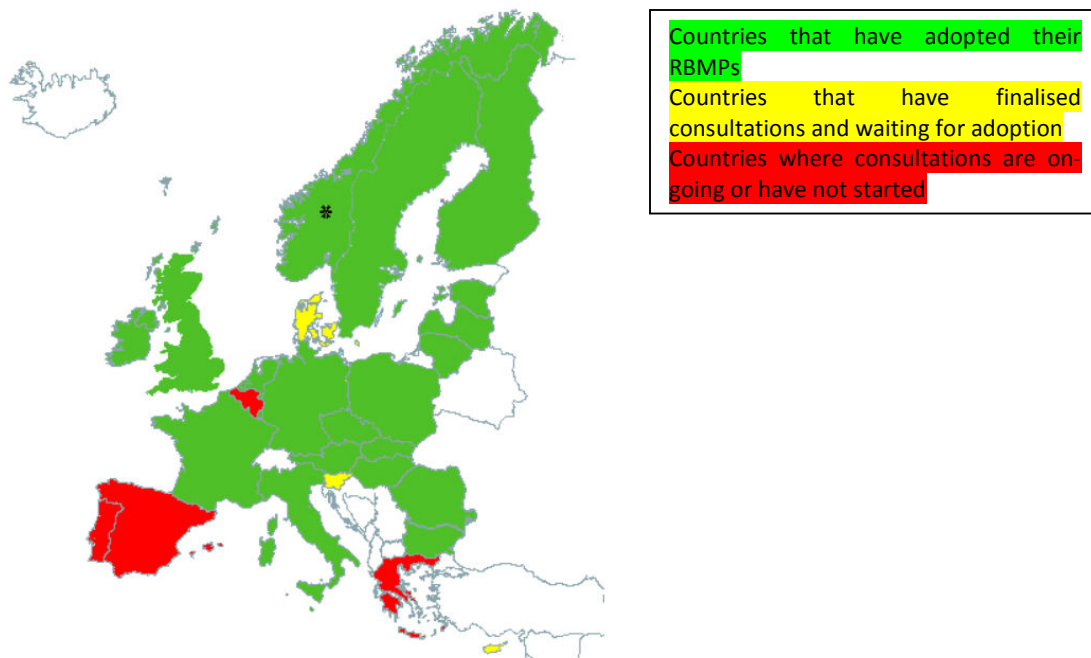 Countries that have adopted their
RBMPs
Countries that have finalised
consultations and waiting for adoption
Countries where consultations are on-
going or have not started
*